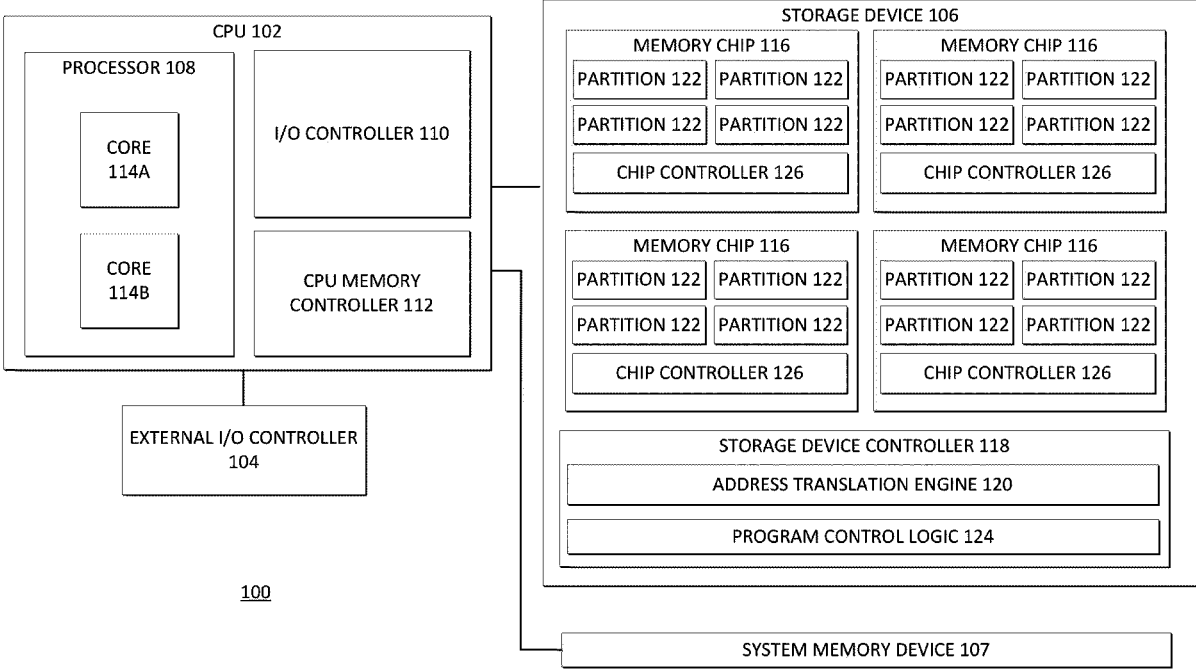 CPU 102
PROCESSOR 108
CORE
114A
CORE
114B
I/O CONTROLLER 110
CPU MEMORY
CONTROLLER 112
EXTERNAL I/O CONTROLLER
104
100
STORAGE DEVICE 106
MEMORY CHIP 116
PARTITION 122
PARTITION 122
PARTITION 122
PARTITION 122
CHIP CONTROLLER 126
MEMORY CHIP 116
PARTITION 122
PARTITION 122
PARTITION 122
PARTITION 122
CHIP CONTROLLER 126
MEMORY CHIP 116
PARTITION 122
PARTITION 122
PARTITION 122
PARTITION 122
CHIP CONTROLLER 126
MEMORY CHIP 116
PARTITION 122
PARTITION 122
PARTITION 122
PARTITION 122
CHIP CONTROLLER 126
STORAGE DEVICE CONTROLLER 118
ADDRESS TRANSLATION ENGINE 120
PROGRAM CONTROL LOGIC 124
SYSTEM MEMORY DEVICE 107